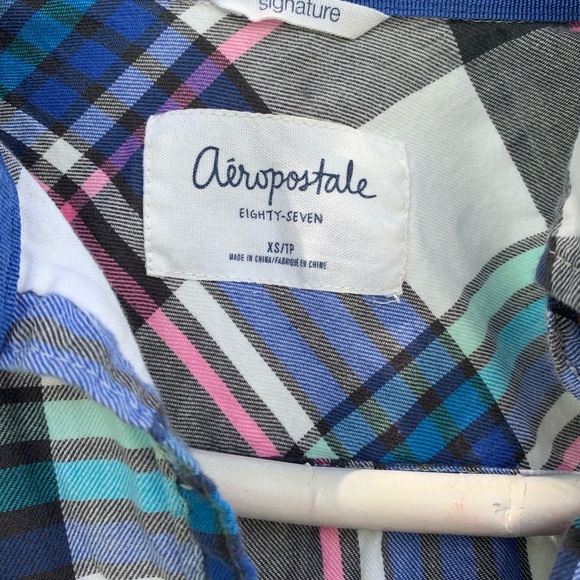 signature
aéropostale
EIGHTY-SEVEN
XS/TP
MADE IN CHINA/FABRIQUÉ EN CHINE